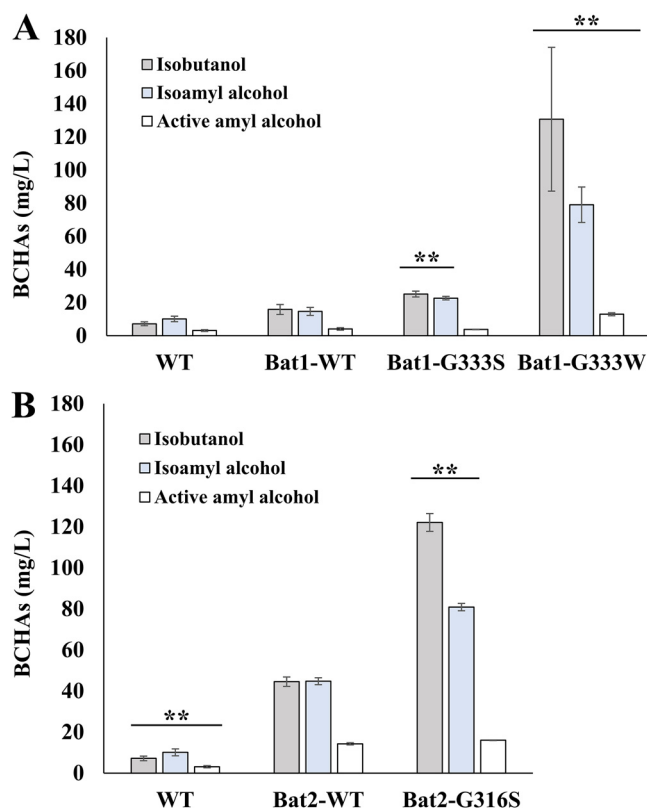 A
BCHAs (mg/L)
180
160
140
120
100
80
60
40
20
0
Isobutanol
Isoamyl alcohol
Active amyl alcohol
**
**
WT Bat1-WT Bat1-G333S Bat1-G333W
B
BCHAs (mg/L)
180
160
140
120
100
80
60
40
20
0
Isobutanol
Isoamyl alcohol
Active amyl alcohol
**
**
WT Bat2-WT Bat2-G316S